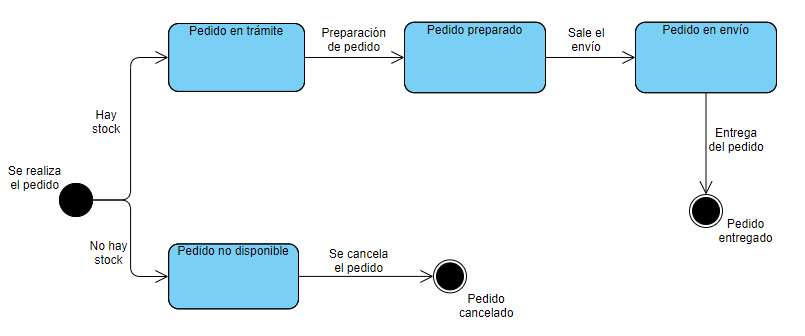 Pedido en trámite
Preparación
de pedido
Pedido preparado
Sale el
envío
Pedido en envío
Hay
stock
Entrega
del pedido
Se realiza
el pedido
Pedido
entregado
No hay
stock
Pedido no disponible
Se cancela
el pedido
Pedido
cancelado